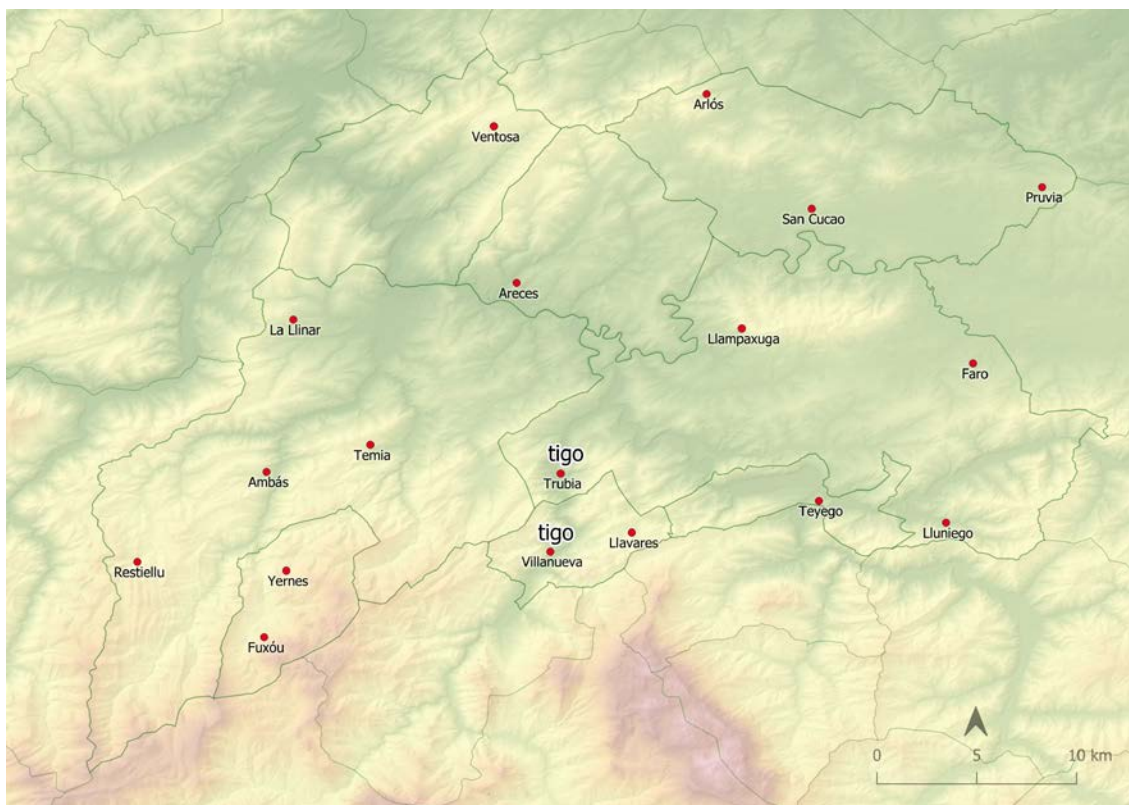 Arlós
Ventosa
Pruvia
San Cucao
Areces
La Llinar
Llampaxuga
Faro
Temia
tigo
Trubia
Ambás
Teyego
Lluniego
tigo
Llavares
Villanueva
Restiellu
Yernes
Fuxóu
0 5 10 km